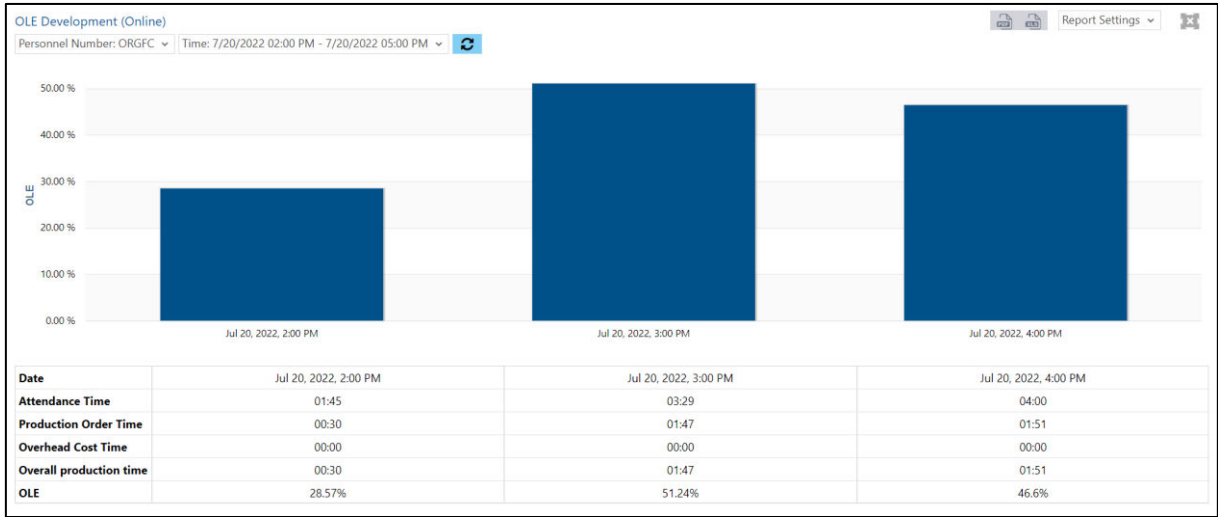 OLE Development (Online)
Report Settings
Personnel Number: ORGFC Time: 7/20/2022 02:00 PM - 7/20/2022 05:00 PM
50.00 %
40.00 %
30.00 %
20.00 %
10.00 %
0.00 %
OLE
Jul 20, 2022, 2:00 PM Jul 20, 2022, 3:00 PM Jul 20, 2022, 4:00 PM
Date Jul 20, 2022, 2:00 PM Jul 20, 2022, 3:00 PM Jul 20, 2022, 4:00 PM
Attendance Time 01:45 03:29 04:00
Production Order Time 00:30 01:47 01:51
Overhead Cost Time 00:00 00:00 00:00
Overall production time 00:30 01:47 01:51
OLE 28.57% 51.24% 46.6%